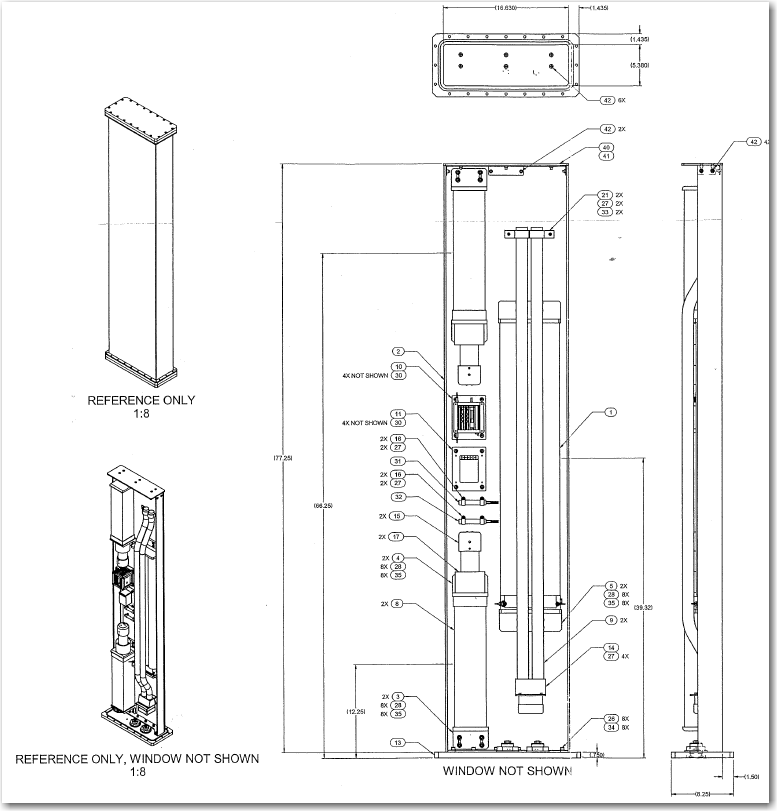 (16.630)
(1.435)
(1.435)
(5.380)
42 6X
42 2X
40
41
42
21 2X
27 2X
33 2X
2
10
4X NOT SHOWN 30
REFERENCE ONLY
1:8
11
4X NOT SHOWN 30
1
2X 16
2X 27
31
2X 16
2X 27
32
2X 15
2X 17
2X 4
8X 28
8X 35
2X 8
(77.25)
(66.25)
(39.32)
5 2X
28 8X
35 8X
9 2X
14
27 4X
2X 3
8X 28
8X 35
(12.25)
26 8X
34 8X
13
(.750)
REFERENCE ONLY, WINDOW NOT SHOWN
1:8
WINDOW NOT SHOWN
(1.50)
(8.25)